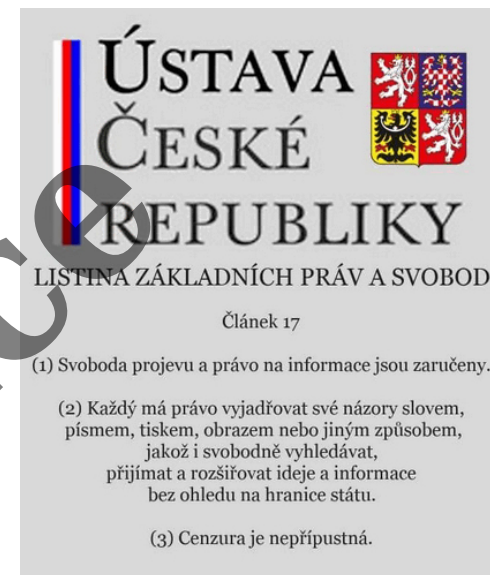 ÚSTAVA
ČESKÉ
REPUBLIKY
LISTINA ZÁKLADNÍCH PRÁV A SVOBOD
Článek 17
(1) Svoboda projevu a právo na informace jsou zaručeny.
(2) Každý má právo vyjadřovat své názory slovem,
písmem, tiskem, obrazem nebo jiným způsobem,
jakož i svobodně vyhledávat,
přijímat a rozšiřovat ideje a informace
bez ohledu na hranice státu.
(3) Cenzura je nepřípustná.